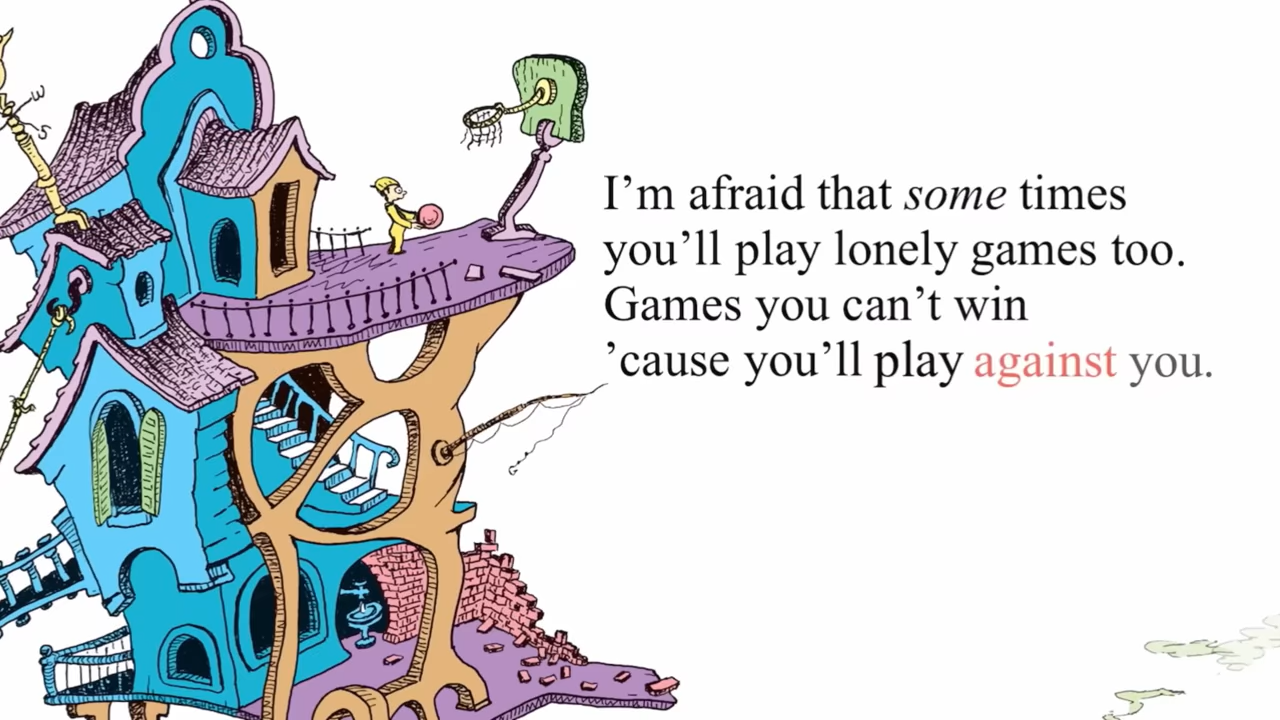 I’m afraid that some times
you’ll play lonely games too.
Games you can’t win
’cause you’ll play against you.